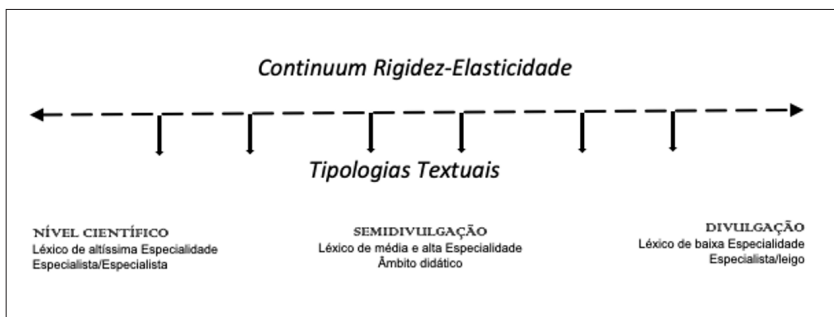 Continuum Rigidez-Elasticidade
Tipologias Textuais
NÍVEL CIENTÍFICO
Léxico de altíssima Especialidade
Especialista/Especialista
SEMIDIVULGAÇÃO
Léxico de média e alta Especialidade
Âmbito didático
DIVULGAÇÃO
Léxico de baixa Especialidade
Especialista/leigo